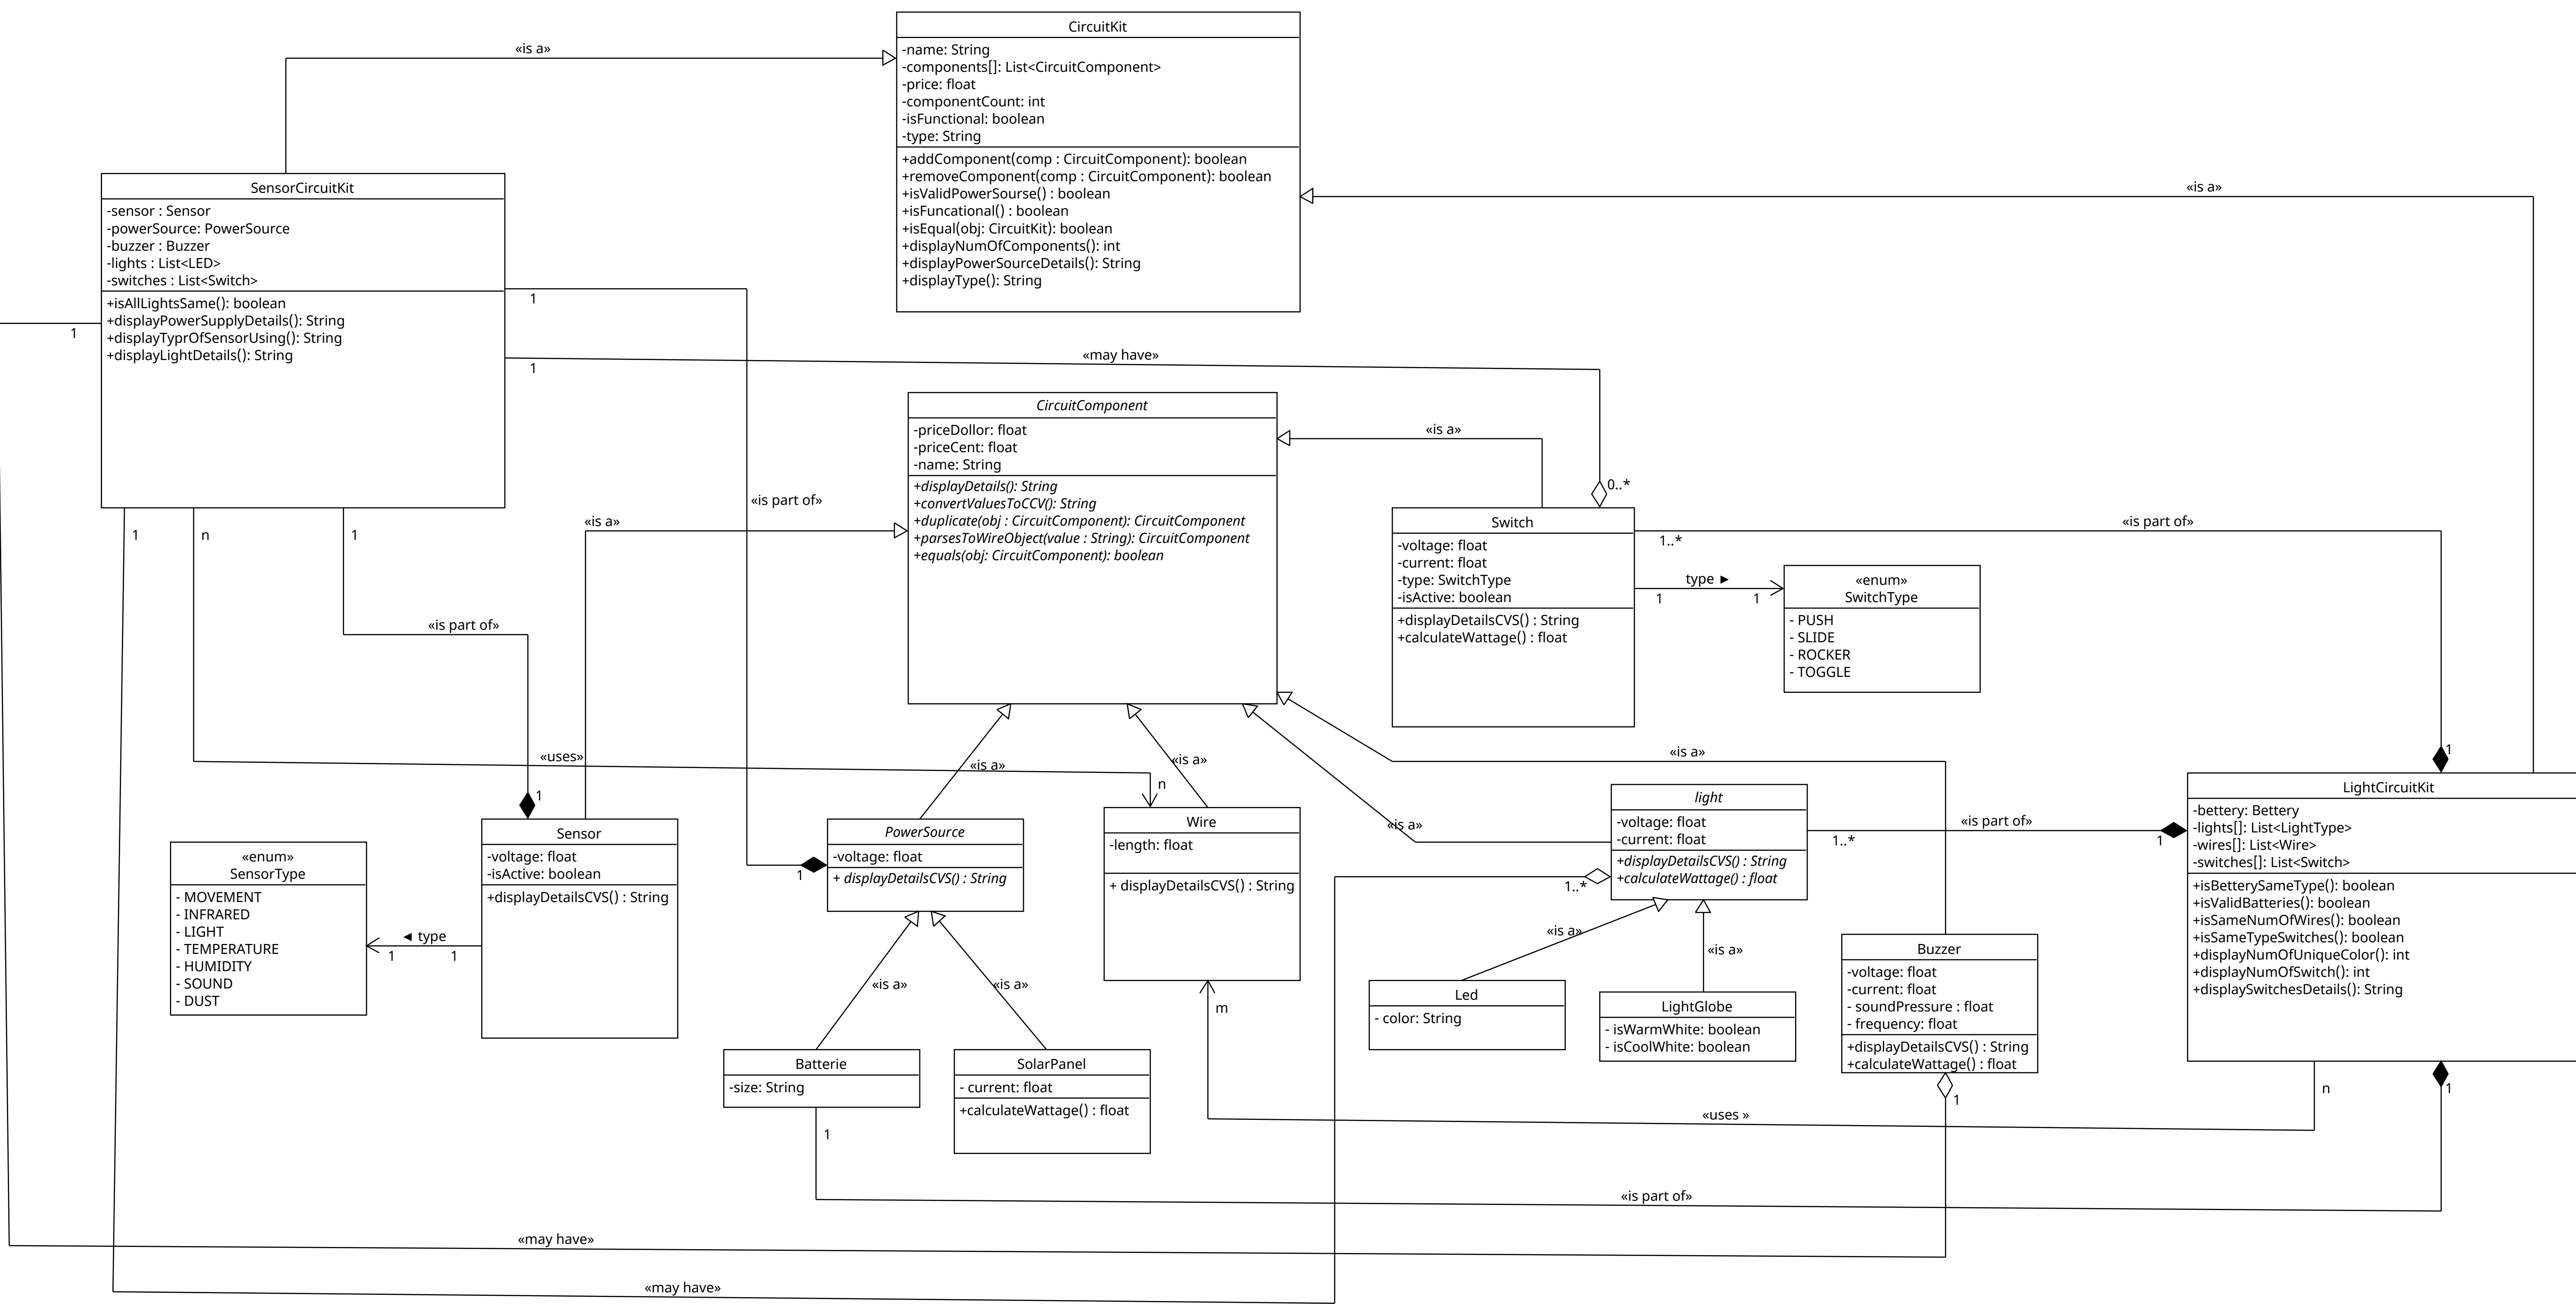 CircuitKit
-name: String
-components[]: List<CircuitComponent>
-price: float
-componentCount: int
-isFunctional: boolean
-type: String
+addComponent(comp : CircuitComponent): boolean
+removeComponent(comp : CircuitComponent): boolean
+isValidPowerSourse() : boolean
+isFuncational() : boolean
+isEqual(obj: CircuitKit): boolean
+displayNumOfComponents(): int
+displayPowerSourceDetails(): String
+displayType(): String
«is a»
«is a»
SensorCircuitKit
-sensor : Sensor
-powerSource: PowerSource
-buzzer : Buzzer
-lights : List<LED>
-switches : List<Switch>
+isAllLightsSame(): boolean
+displayPowerSupplyDetails(): String
+displayTyprOfSensorUsing(): String
+displayLightDetails(): String
1
1
1
1
n
1
«may have»
0..*
«is part of»
CircuitComponent
-priceDollor: float
-priceCent: float
-name: String
+displayDetails(): String
+convertValuesToCCV(): String
+duplicate(obj : CircuitComponent): CircuitComponent
+parsesToWireObject(value : String): CircuitComponent
+equals(obj: CircuitComponent): boolean
«is a»
«is a»
Switch
-voltage: float
-current: float
-type: SwitchType
-isActive: boolean
+displayDetailsCVS() : String
+calculateWattage() : float
1..*
«is part of»
1
type ►
1
1
«enum»
SwitchType
- PUSH
- SLIDE
- ROCKER
- TOGGLE
«is part of»
1
«uses»
n
«is a»
«is a»
«is a»
«is a»
«enum»
SensorType
- MOVEMENT
- INFRARED
- LIGHT
- TEMPERATURE
- HUMIDITY
- SOUND
- DUST
◄ type
1
1
Sensor
-voltage: float
-isActive: boolean
+displayDetailsCVS() : String
PowerSource
-voltage: float
+ displayDetailsCVS() : String
1
Wire
-length: float
+ displayDetailsCVS() : String
m
light
-voltage: float
-current: float
+displayDetailsCVS() : String
+calculateWattage() : float
1..*
1..*
«is part of»
1
LightCircuitKit
-bettery: Bettery
-lights[]: List<LightType>
-wires[]: List<Wire>
-switches[]: List<Switch>
+isBetterySameType(): boolean
+isValidBatteries(): boolean
+isSameNumOfWires(): boolean
+isSameTypeSwitches(): boolean
+displayNumOfUniqueColor(): int
+displayNumOfSwitch(): int
+displaySwitchesDetails(): String
«is a»
«is a»
«is a»
«is a»
Led
- color: String
LightGlobe
- isWarmWhite: boolean
- isCoolWhite: boolean
Buzzer
-voltage: float
-current: float
- soundPressure : float
- frequency: float
+displayDetailsCVS() : String
+calculateWattage() : float
1
Batterie
-size: String
1
SolarPanel
- current: float
+calculateWattage() : float
n
1
«uses »
«is part of»
«may have»
«may have»